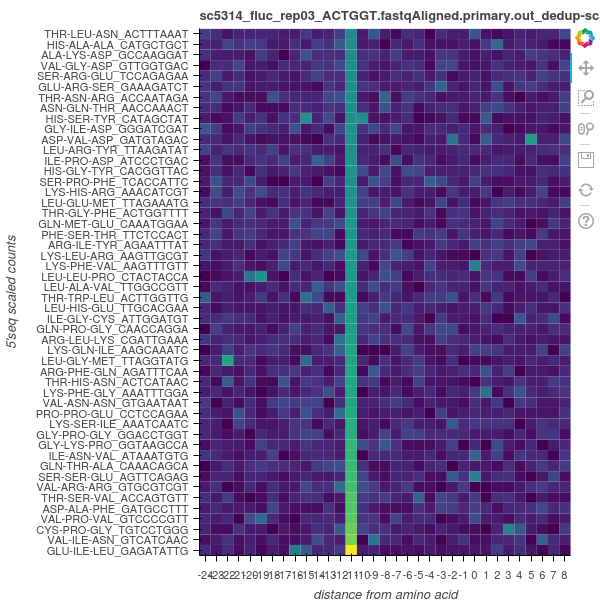 sc5314_fluc_rep03_ACTGGT.fastqAligned.primary.out_dedup-sc
THR-LEU-ASN_ACTTTAAAT
HIS-ALA-ALA_CATGCTGCT
ALA-LYS-ASP_GCCAAGGAT
VAL-GLY-ASP_GTTGGTGAC
SER-ARG-GLU_TCCAGAGAA
GLU-ARG-SER_GAAAGATCT
THR-ASN-ARG_ACCAATAGA
ASN-GLN-THR_AACCAAACT
HIS-SER-TYR_CATAGCTAT
GLY-ILE-ASP_GGGATCGAT
ASP-VAL-ASP_GATGTAGAC
LEU-ARG-TYR_TTAAGATAT
ILE-PRO-ASP_ATCCCTGAC
HIS-GLY-TYR_CACGGTTAC
SER-PRO-PHE_TCACCATTC
LYS-HIS-ARG_AAACATCGT
LEU-GLU-MET_TTAGAAATG
THR-GLY-PHE_ACTGGTTTT
GLN-MET-GLU_CAAATGGAA
PHE-SER-THR_TTCTCCACT
ARG-ILE-TYR_AGAATTTAT
LYS-LEU-ARG_AAGTTGCGT
LYS-PHE-VAL_AAGTTTGTT
LEU-LEU-PRO_CTACTACCA
LEU-ALA-VAL_TTGGCCGTT
THR-TRP-LEU_ACTTGGTTG
LEU-HIS-GLU_TTGCACGAA
ILE-GLY-CYS_ATTGGATGT
GLN-PRO-GLY_CAACCAGGA
ARG-LEU-LYS_CGATTGAAA
LYS-GLN-ILE_AAGCAAATC
LEU-GLY-MET_TTAGGTATG
ARG-PHE-GLN_AGATTTCAA
THR-HIS-ASN_ACTCATAAC
LYS-PHE-GLY_AAATTTGGA
VAL-ASN-ASN_GTGAATAAT
PRO-PRO-GLU_CCTCCAGAA
LYS-SER-ILE_AAATCAATC
GLY-PRO-GLY_GGACCTGGT
GLY-LYS-PRO_GGTAAGCCA
ILE-ASN-VAL_ATAAATGTG
GLN-THR-ALA_CAAACAGCA
SER-SER-GLU_AGTTCAGAG
VAL-ARG-ARG_GTGCGTCGT
THR-SER-VAL_ACCAGTGTT
ASP-ALA-PHE_GATGCCTTT
VAL-PRO-VAL_GTCCCCGTT
CYS-PRO-GLY_TGTCCTGGG
VAL-ILE-ASN_GTCATCAAC
GLU-ILE-LEU_GAGATATTG
5'seq scaled counts
-24-23-22-21-20-19-18-17-16-15-14-13-12-11-10-9 -8 -7 -6 -5 -4 -3 -2 -1 0 1 2 3 4 5 6 7 8
distance from amino acid